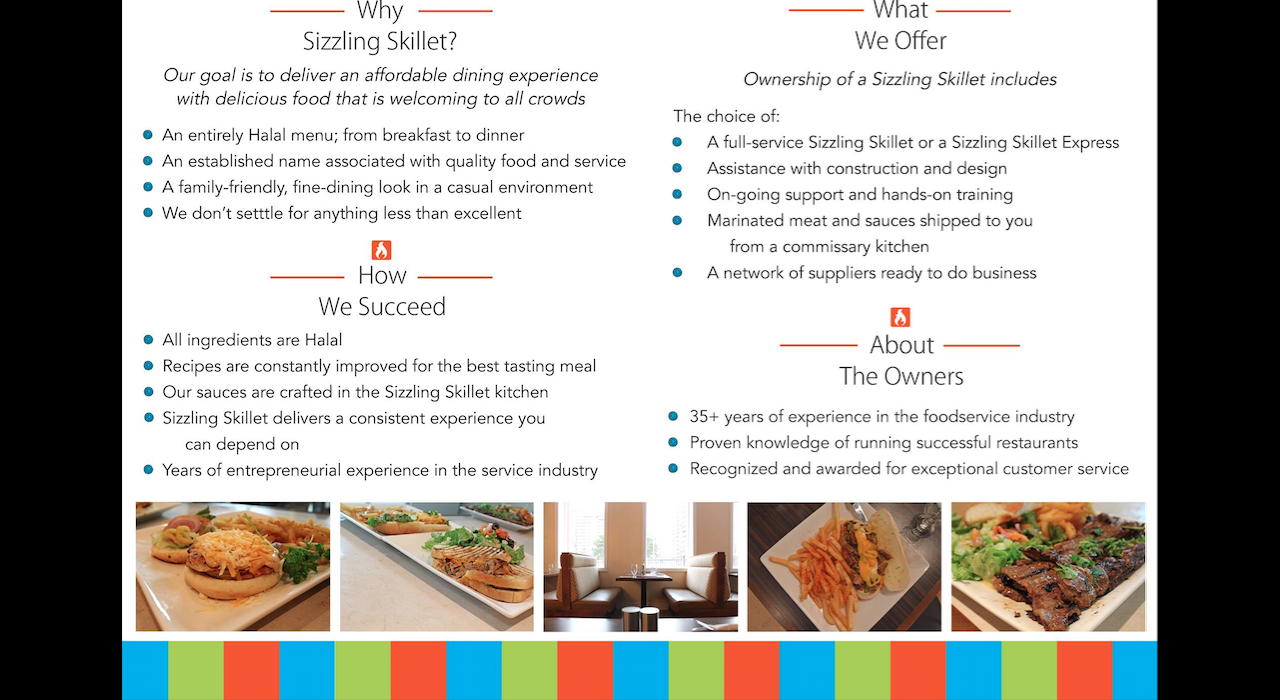 Why
Sizzling Skillet?
Our goal is to deliver an affordable dining experience
with delicious food that is welcoming to all crowds
An entirely Halal menu; from breakfast to dinner
An established name associated with quality food and service
A family-friendly, fine-dining look in a casual environment
We don't setttle for anything less than excellent
How
We Succeed
All ingredients are Halal
Recipes are constantly improved for the best tasting meal
Our sauces are crafted in the Sizzling Skillet kitchen
Sizzling Skillet delivers a consistent experience you
can depend on
Years of entrepreneurial experience in the service industry
What
We Offer
Ownership of a Sizzling Skillet includes
The choice of:
A full-service Sizzling Skillet or a Sizzling Skillet Express
Assistance with construction and design
On-going support and hands-on training
Marinated meat and sauces shipped to you
from a commissary kitchen
A network of suppliers ready to do business
About
The Owners
35+ years of experience in the foodservice industry
Proven knowledge of running successful restaurants
Recognized and awarded for exceptional customer service